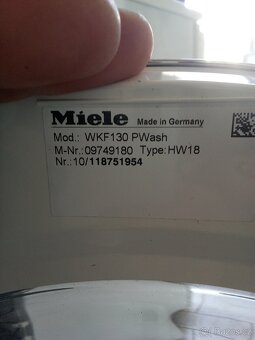 Miele Made in Germany
Mod.: WKF130 PWash
M-Nr.:09749180 Type:HW18
Nr.:10/118751954